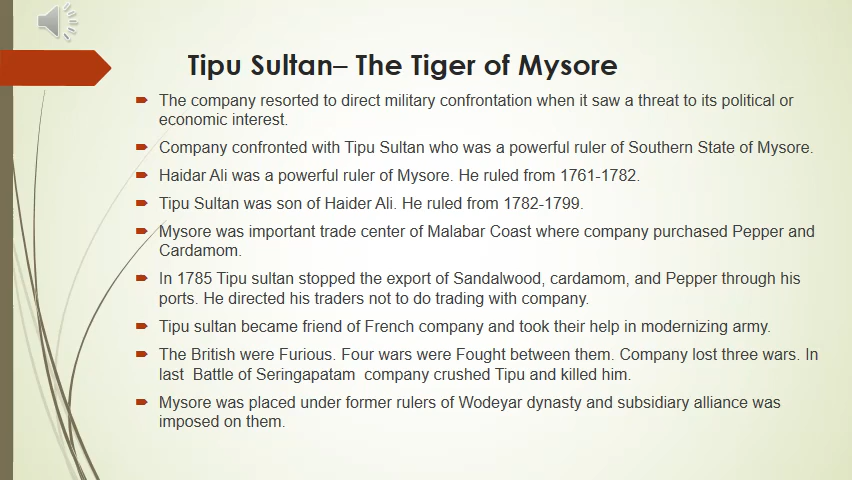 Tipu Sultan– The Tiger of Mysore
The company resorted to direct military confrontation when it saw a threat to its political or
economic interest.
Company confronted with Tipu Sultan who was a powerful ruler of Southern State of Mysore.
Haidar Ali was a powerful ruler of Mysore. He ruled from 1761-1782.
Tipu Sultan was son of Haider Ali. He ruled from 1782-1799.
Mysore was important trade center of Malabar Coast where company purchased Pepper and
Cardamom.
In 1785 Tipu sultan stopped the export of Sandalwood, cardamom, and Pepper through his
ports. He directed his traders not to do trading with company.
Tipu sultan became friend of French company and took their help in modernizing army.
The British were Furious. Four wars were Fought between them. Company lost three wars. In
last  Battle of Seringapatam  company crushed Tipu and killed him.
Mysore was placed under former rulers of Wodeyar dynasty and subsidiary alliance was
imposed on them.